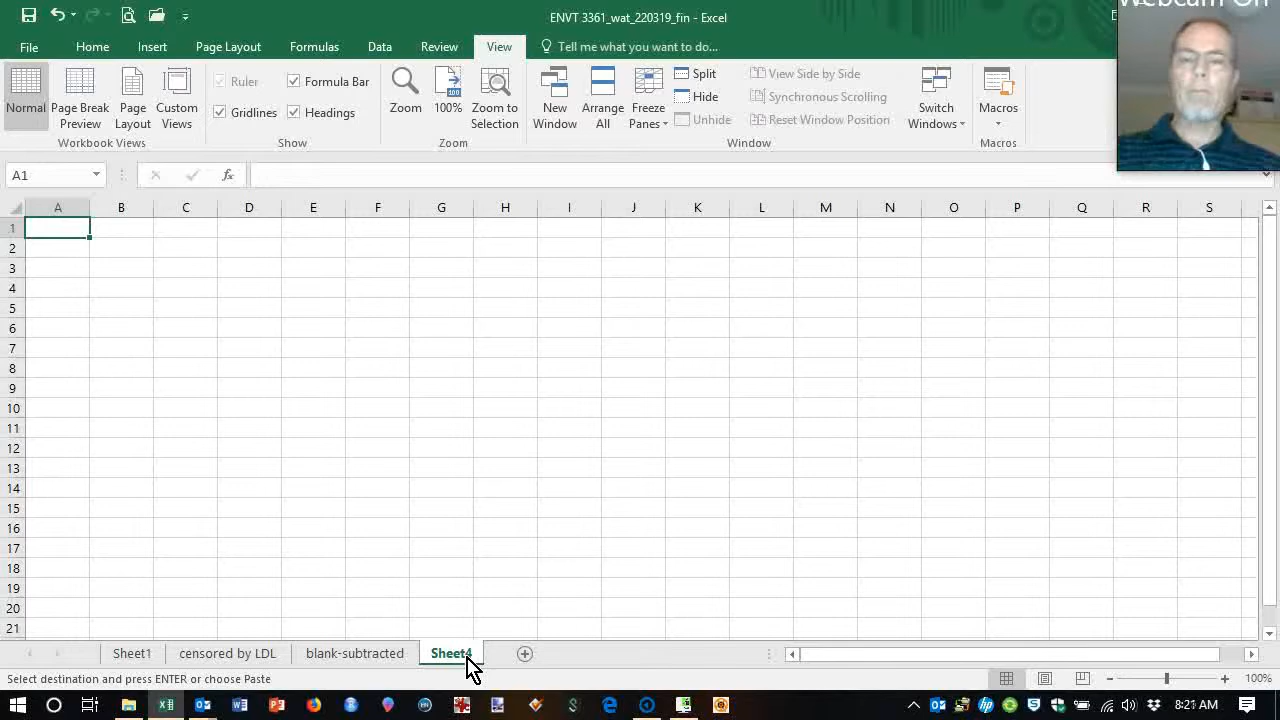 ENVT 3361_wat_220319_fin - Excel
Webcam On
File Home Insert Page Layout Formulas Data Review View Tell me what you want to do...
Normal
Page Break Preview
Page Layout
Custom Views
Workbook Views
Ruler
Formula Bar
Gridlines
Headings
Show
Zoom
100%
Zoom to Selection
Zoom
New Window
Arrange All
Freeze Panes
Split
Hide
Unhide
View Side by Side
Synchronous Scrolling
Reset Window Position
Window
Switch Windows
Macros
Macros
A1
fx
A B C D E F G H I J K L M N O P Q R S
1
2
3
4
5
6
7
8
9
10
11
12
13
14
15
16
17
18
19
20
21
Sheet1 censored by LDL blank-subtracted Sheet4
Select destination and press ENTER or choose Paste
100%
8:21 AM